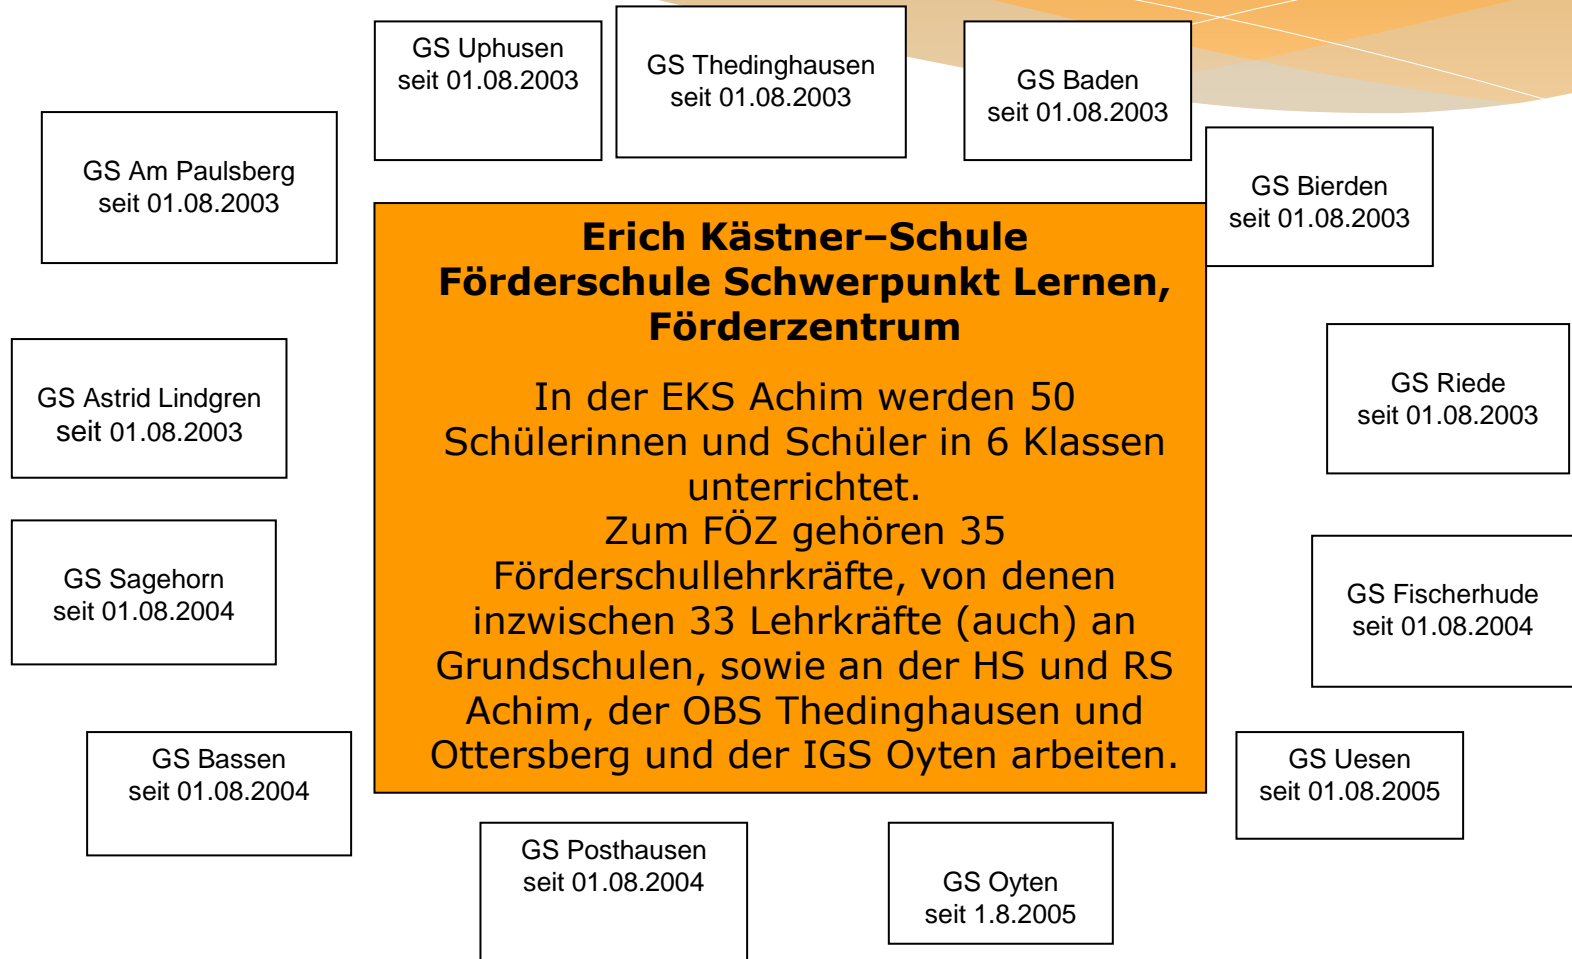 GS Uphusen
seit 01.08.2003
GS Thedinghausen
seit 01.08.2003
GS Baden
seit 01.08.2003
GS Am Paulsberg
seit 01.08.2003
GS Bierden
seit 01.08.2003
Erich Kästner–Schule
Förderschule Schwerpunkt Lernen,
Förderzentrum
In der EKS Achim werden 50
Schülerinnen und Schüler in 6 Klassen
unterrichtet.
Zum FÖZ gehören 35
Förderschullehrkräfte, von denen
inzwischen 33 Lehrkräfte (auch) an
Grundschulen, sowie an der HS und RS
Achim, der OBS Thedinghausen und
Ottersberg und der IGS Oyten arbeiten.
GS Astrid Lindgren
seit 01.08.2003
GS Riede
seit 01.08.2003
GS Sagehorn
seit 01.08.2004
GS Fischerhude
seit 01.08.2004
GS Bassen
seit 01.08.2004
GS Uesen
seit 01.08.2005
GS Posthausen
seit 01.08.2004
GS Oyten
seit 1.8.2005